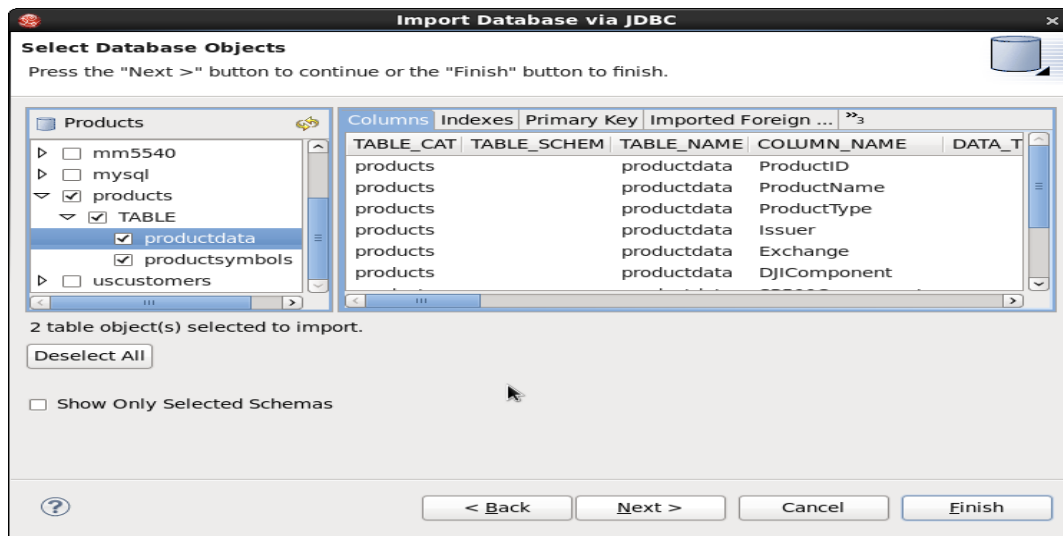 Import Database via JDBC
Select Database Objects
Press the "Next >" button to continue or the "Finish" button to finish.
Products
mm5540
mysql
products
TABLE
productdata
productsymbols
uscustomers
Columns Indexes Primary Key Imported Foreign ... »3
TABLE_CAT TABLE_SCHEM TABLE_NAME COLUMN_NAME DATA_T
products productdata ProductID
products productdata ProductName
products productdata ProductType
products productdata Issuer
products productdata Exchange
products productdata DJIComponent
2 table object(s) selected to import.
Deselect All
Show Only Selected Schemas
? < Back Next > Cancel Finish